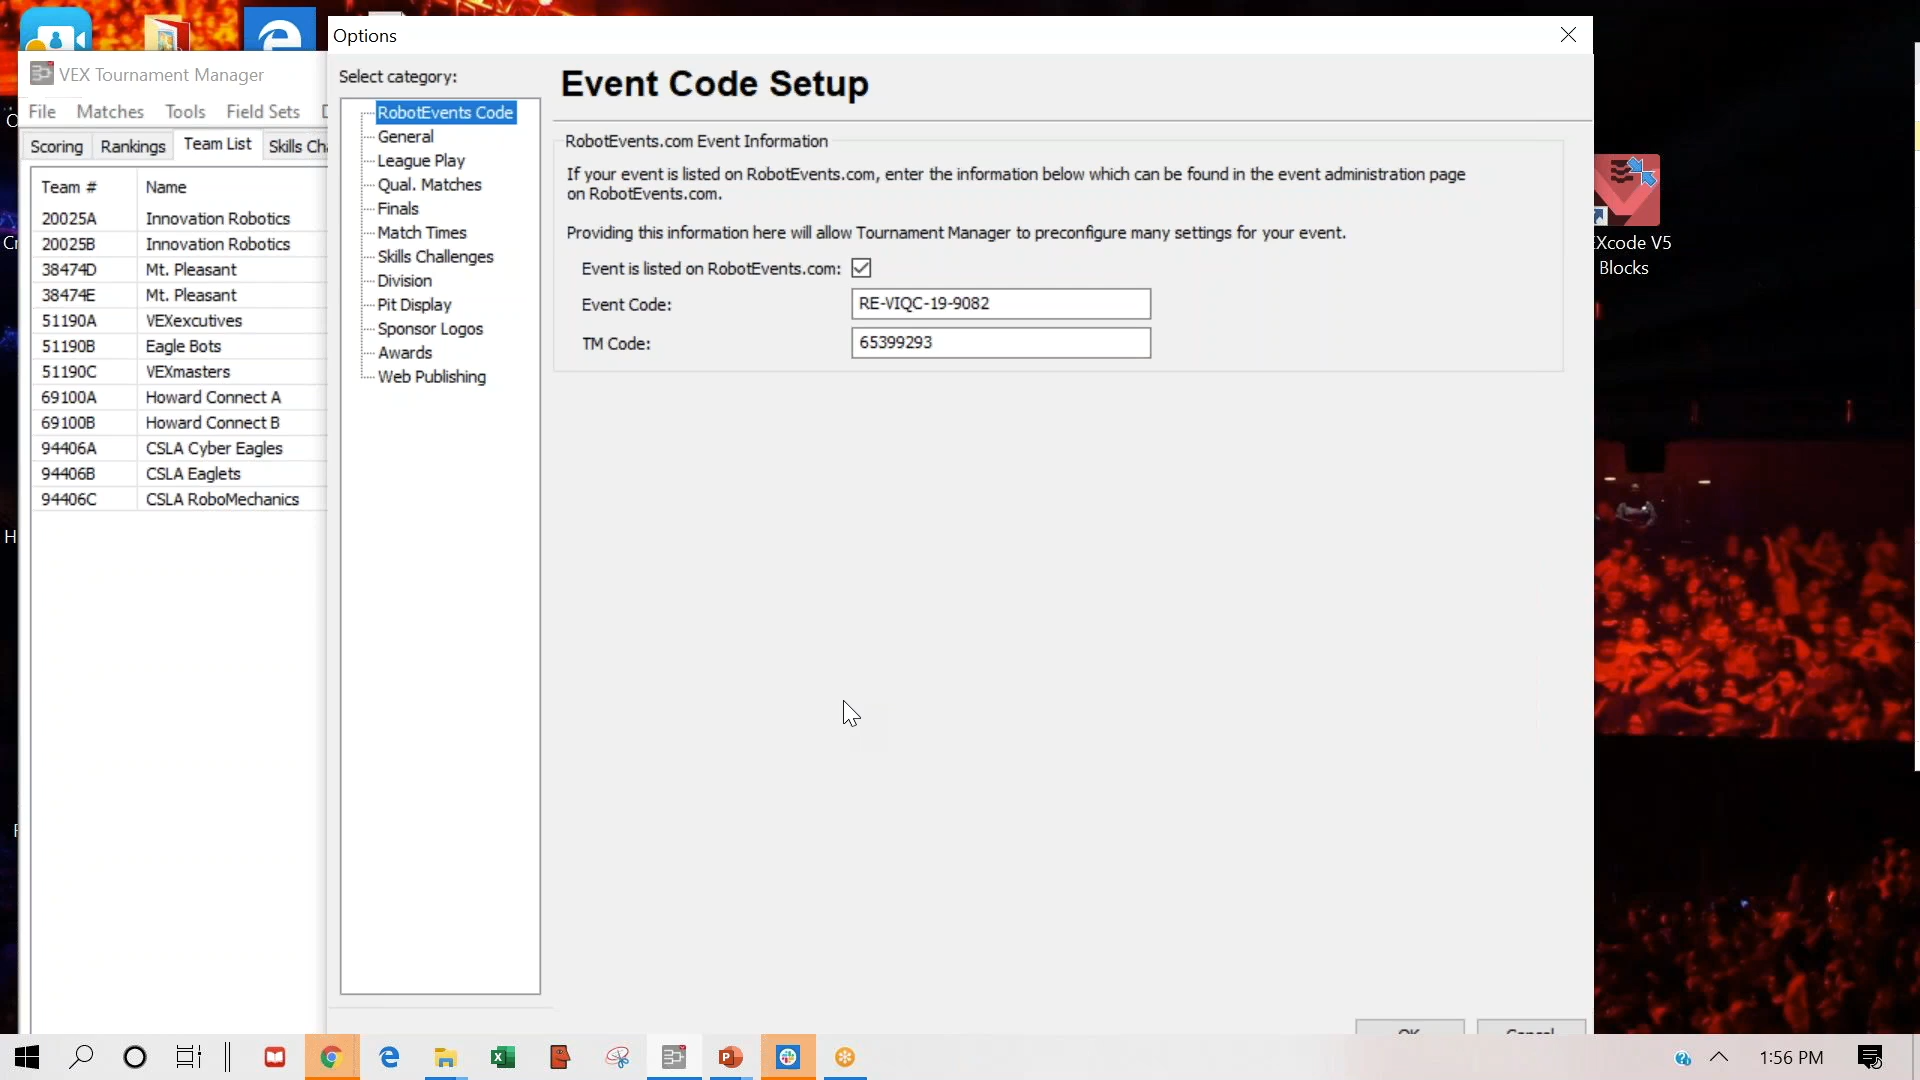 Options
VEX Tournament Manager
File Matches Tools Field Sets
Scoring Rankings Team List Skills Ch
Team # Name
20025A Innovation Robotics
20025B Innovation Robotics
38474D Mt. Pleasant
38474E Mt. Pleasant
51190A VEXexcutives
51190B Eagle Bots
51190C VEXmasters
69100A Howard Connect A
69100B Howard Connect B
94406A CSLA Cyber Eagles
94406B CSLA Eaglets
94406C CSLA RoboMechanics
Select category:
RobotEvents Code
General
League Play
Qual. Matches
Finals
Match Times
Skills Challenges
Division
Pit Display
Sponsor Logos
Awards
Web Publishing
Event Code Setup
RobotEvents.com Event Information
If your event is listed on RobotEvents.com, enter the information below which can be found in the event administration page
on RobotEvents.com.
Providing this information here will allow Tournament Manager to preconfigure many settings for your event.
Event is listed on RobotEvents.com:
Event Code: RE-VIQC-19-9082
TM Code: 65399293
OK Cancel
EXcode V5
Blocks
1:56 PM